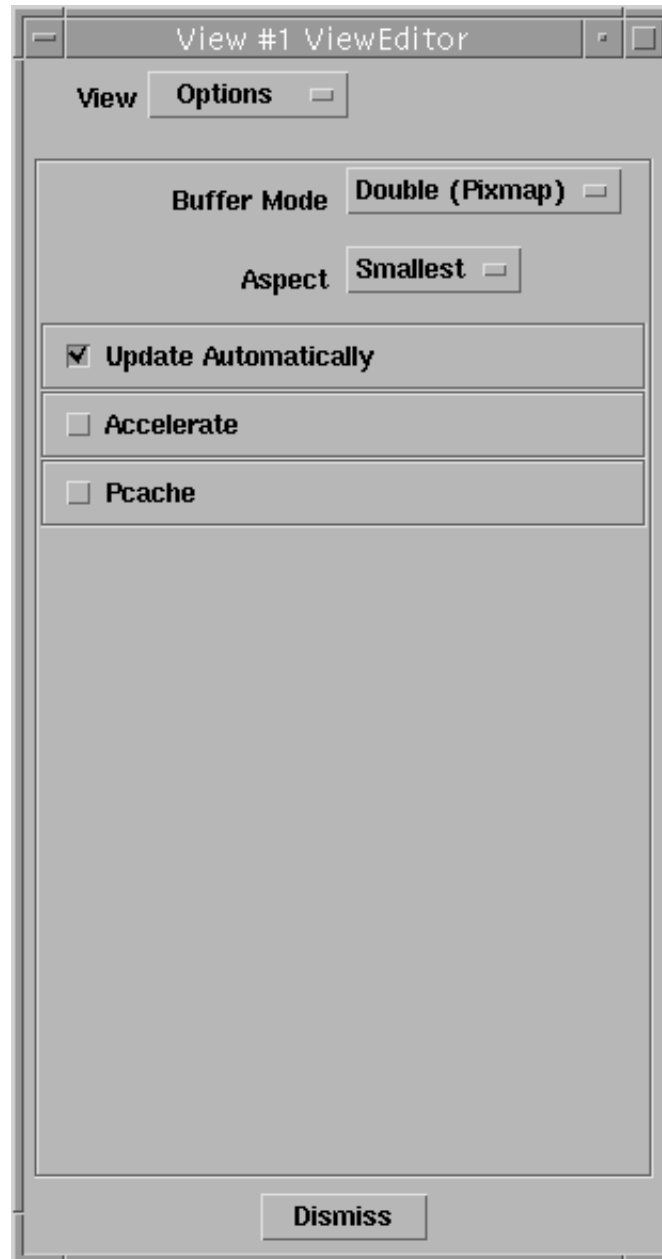 View #1 ViewEditor
View Options
Buffer Mode Double (Pixmap)
Aspect Smallest
Update Automatically
Accelerate
Pcache
Dismiss